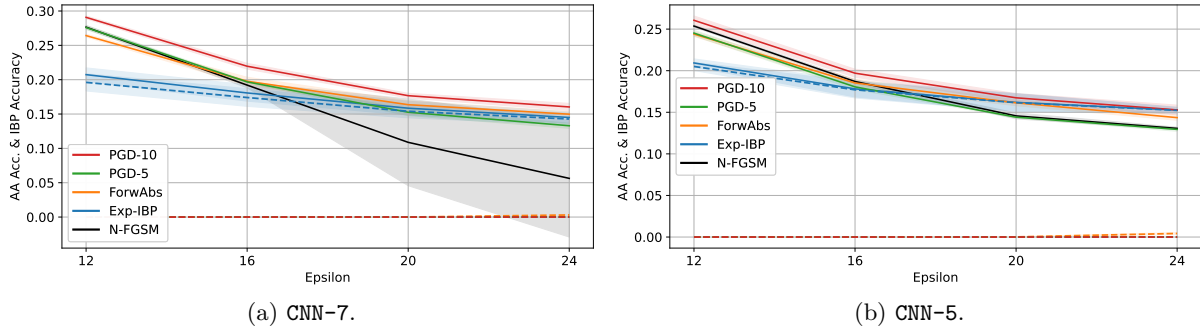 0.30
0.25
0.20
0.15
0.10
0.05
0.00
AA Acc. & IBP Accuracy
PGD-10
PGD-5
ForwAbs
Exp-IBP
N-FGSM
12
16
20
24
Epsilon
(a) CNN-7.
0.25
0.20
0.15
0.10
0.05
0.00
AA Acc. & IBP Accuracy
PGD-10
PGD-5
ForwAbs
Exp-IBP
N-FGSM
12
16
20
24
Epsilon
(b) CNN-5.